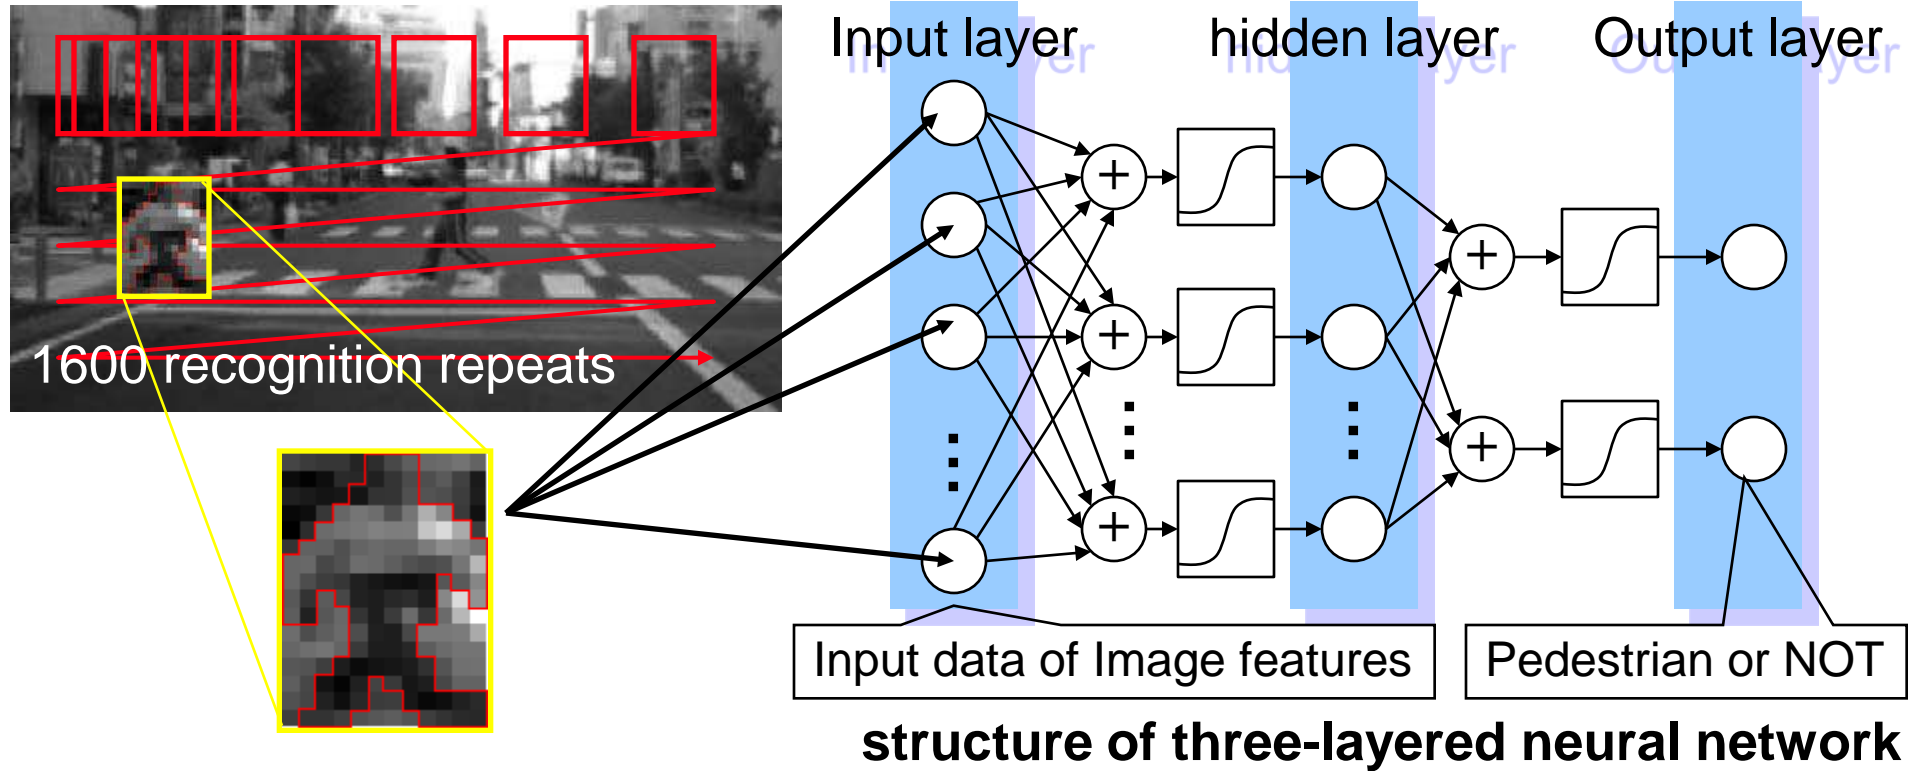 Input layer
hidden layer
Output layer
1600 recognition repeats
Input data of Image features
Pedestrian or NOT
structure of three-layered neural network